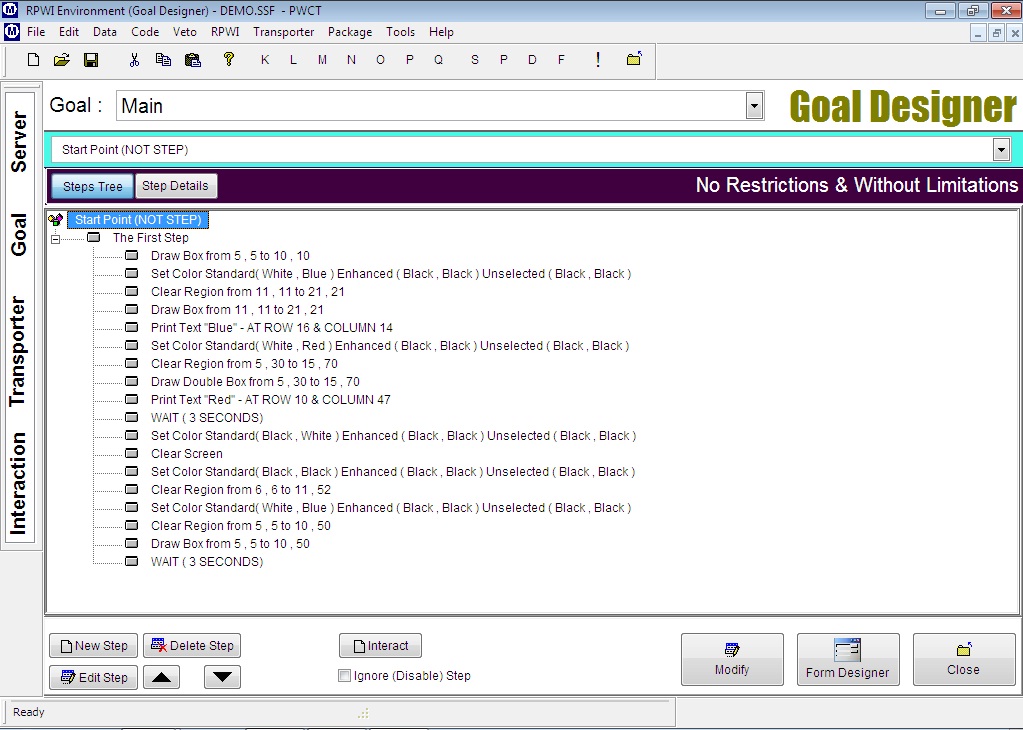 RPWI Environment (Goal Designer) - DEMO.SSF - PWCT
File Edit Data Code Veto RPWI Transporter Package Tools Help
K L M N O P Q S P D F !
Goal : Main
Goal Designer
Start Point (NOT STEP)
Steps Tree Step Details No Restrictions & Without Limitations
Start Point (NOT STEP)
The First Step
Draw Box from 5 , 5 to 10 , 10
Set Color Standard( White , Blue ) Enhanced ( Black , Black ) Unselected ( Black , Black )
Clear Region from 11 , 11 to 21 , 21
Draw Box from 11 , 11 to 21 , 21
Print Text "Blue" - AT ROW 16 & COLUMN 14
Set Color Standard( White , Red ) Enhanced ( Black , Black ) Unselected ( Black , Black )
Clear Region from 5 , 30 to 15 , 70
Draw Double Box from 5 , 30 to 15 , 70
Print Text "Red" - AT ROW 10 & COLUMN 47
WAIT ( 3 SECONDS)
Set Color Standard( Black , White ) Enhanced ( Black , Black ) Unselected ( Black , Black )
Clear Screen
Set Color Standard( Black , Black ) Enhanced ( Black , Black ) Unselected ( Black , Black )
Clear Region from 6 , 6 to 11 , 52
Set Color Standard( White , Blue ) Enhanced ( Black , Black ) Unselected ( Black , Black )
Clear Region from 5 , 5 to 10 , 50
Draw Box from 5 , 5 to 10 , 50
WAIT ( 3 SECONDS)
Server
Goal
Transporter
Interaction
New Step Delete Step Interact
Edit Step Ignore (Disable) Step
Modify Form Designer Close
Ready